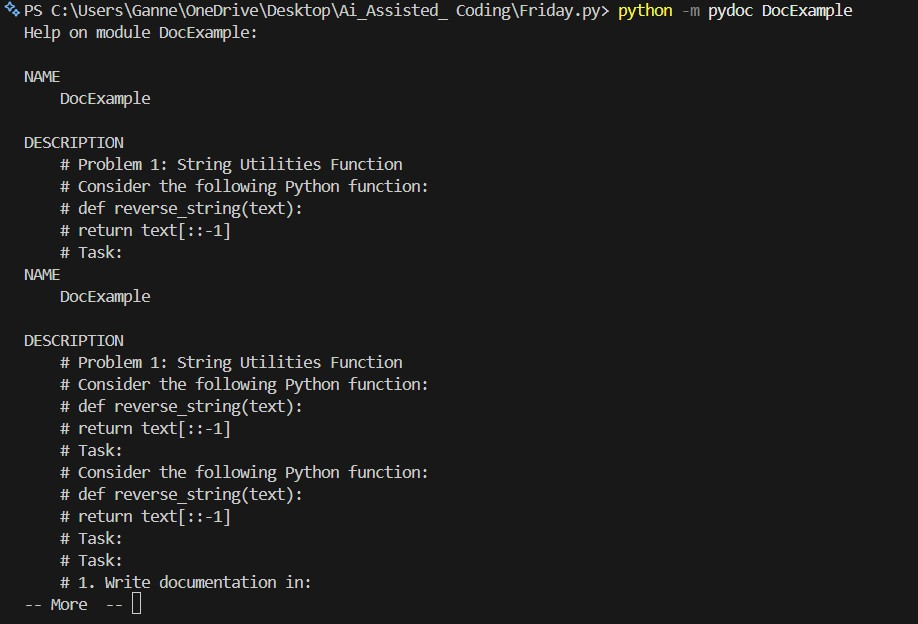 PS C:\Users\Ganne\OneDrive\Desktop\Ai_Assisted_ Coding\Friday.py> python -m pydoc DocExample
Help on module DocExample:
NAME
    DocExample
DESCRIPTION
    # Problem 1: String Utilities Function
    # Consider the following Python function:
    # def reverse_string(text):
    # return text[::-1]
    # Task:
NAME
    DocExample
DESCRIPTION
    # Problem 1: String Utilities Function
    # Consider the following Python function:
    # def reverse_string(text):
    # return text[::-1]
    # Task:
    # Consider the following Python function:
    # def reverse_string(text):
    # return text[::-1]
    # Task:
    # Task:
    # 1. Write documentation in:
-- More  --